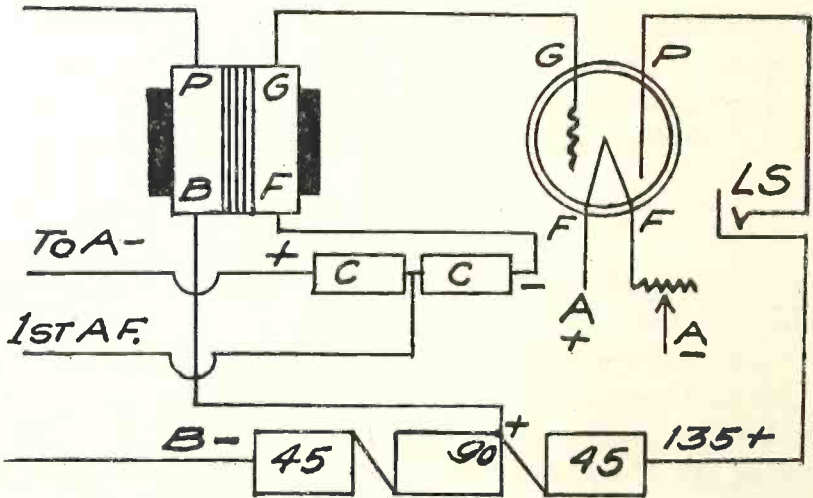 P G
B F
G P
F F
LS
TO A-
+ C C -
A + A -
1ST A.F.
B- 45 90 + 45 135+